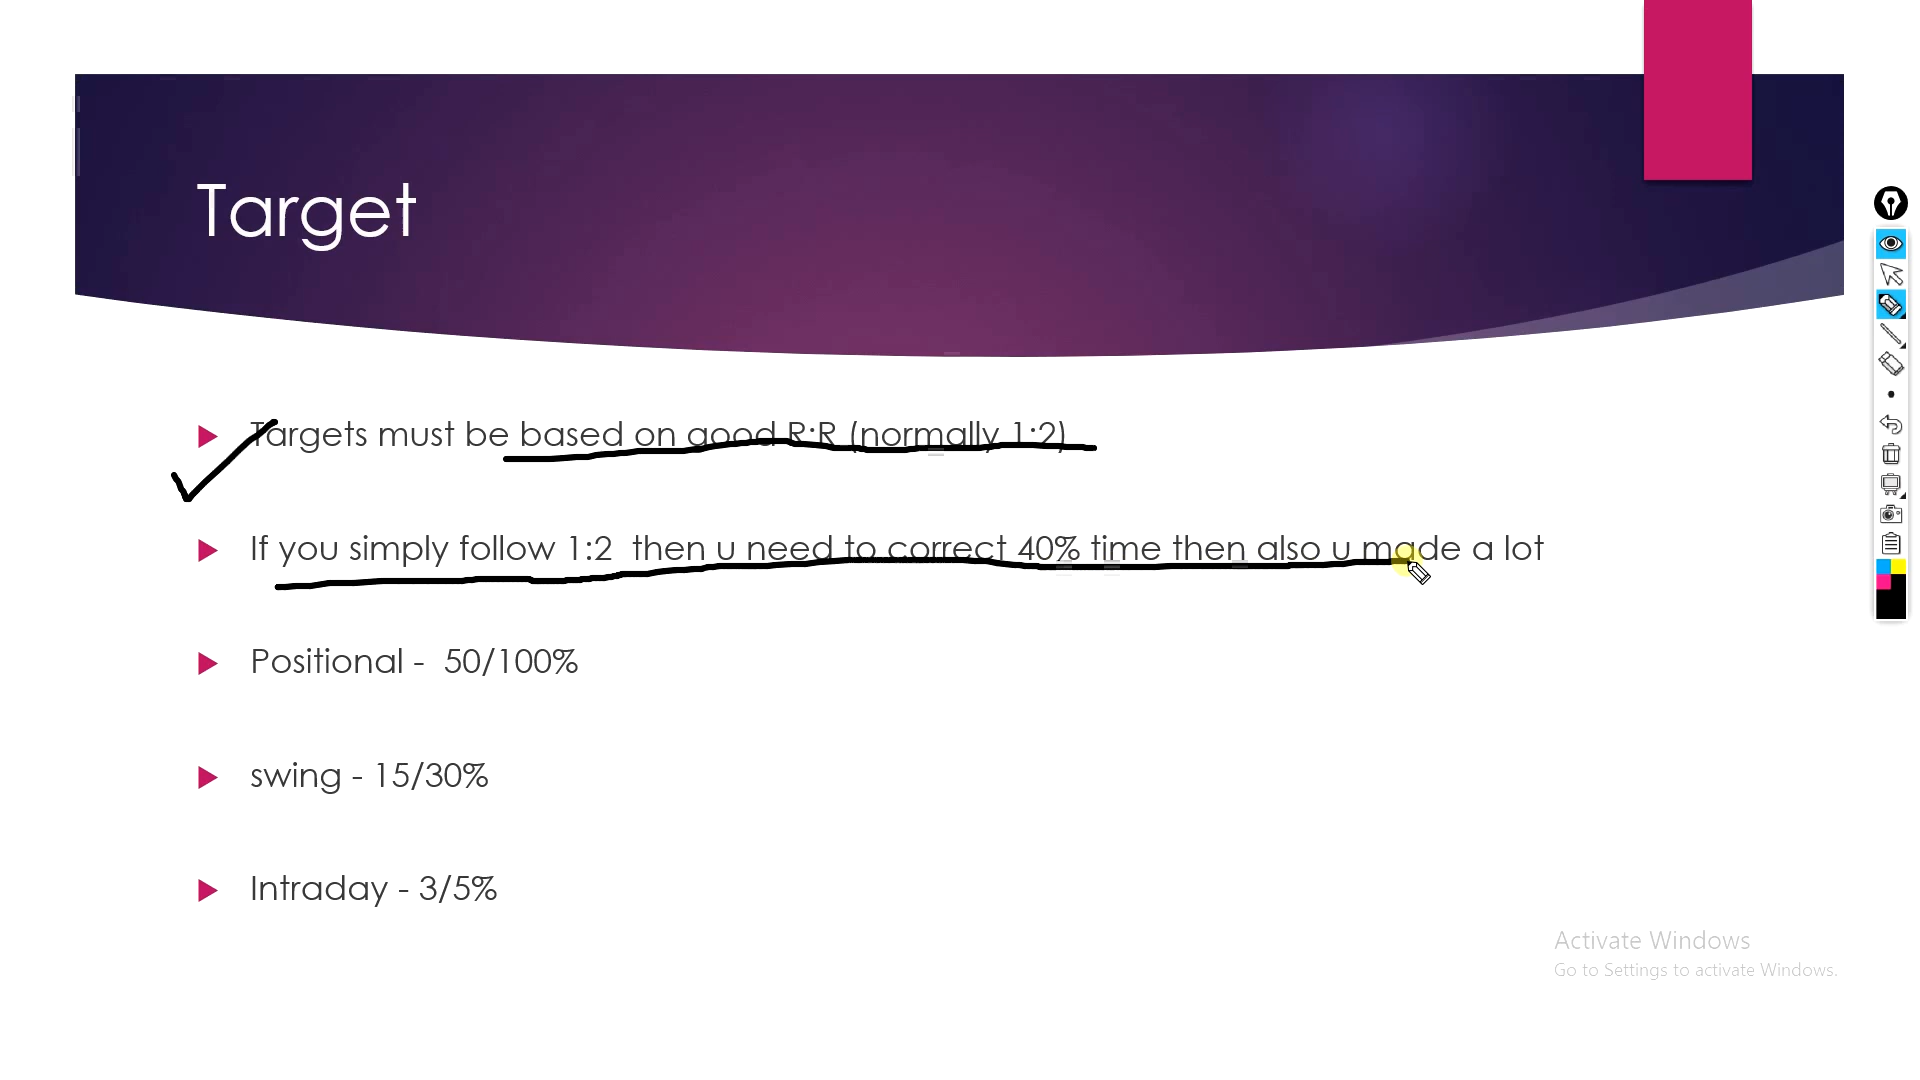 Target
Targets must be based on good R:R (normally 1:2)
If you simply follow 1:2 then u need to correct 40% time then also u made a lot
Positional - 50/100%
swing - 15/30%
Intraday - 3/5%
Activate Windows
Go to Settings to activate Windows.